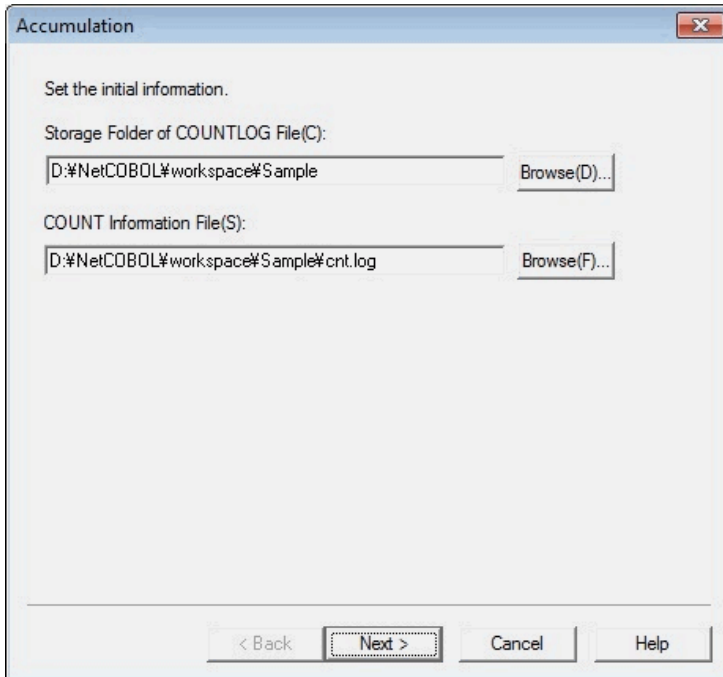 Accumulation
Set the initial information.
Storage Folder of COUNTLOG File(C):
D:¥NetCOBOL¥workspace¥Sample
Browse(D)...
COUNT Information File(S):
D:¥NetCOBOL¥workspace¥Sample¥cnt.log
Browse(F)...
< Back
Next >
Cancel
Help